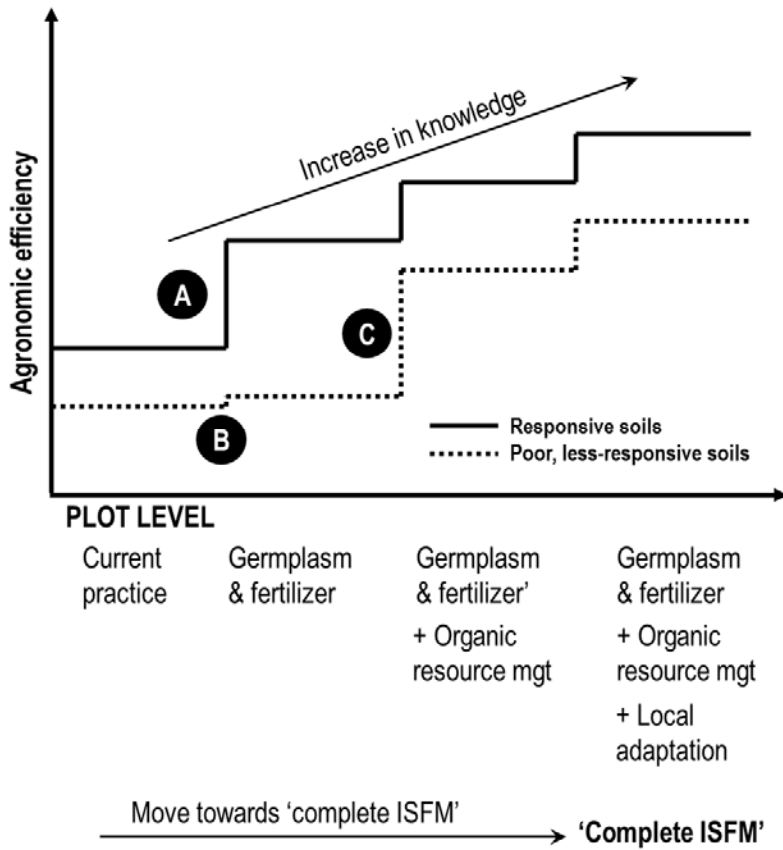 Agronomic efficiency
Increase in knowledge
A
C
B
Responsive soils
Poor, less-responsive soils
PLOT LEVEL
Current
practice
Germplasm
& fertilizer
Germplasm
& fertilizer’
+ Organic
resource mgt
Germplasm
& fertilizer
+ Organic
resource mgt
+ Local
adaptation
Move towards ‘complete ISFM’
‘Complete ISFM’